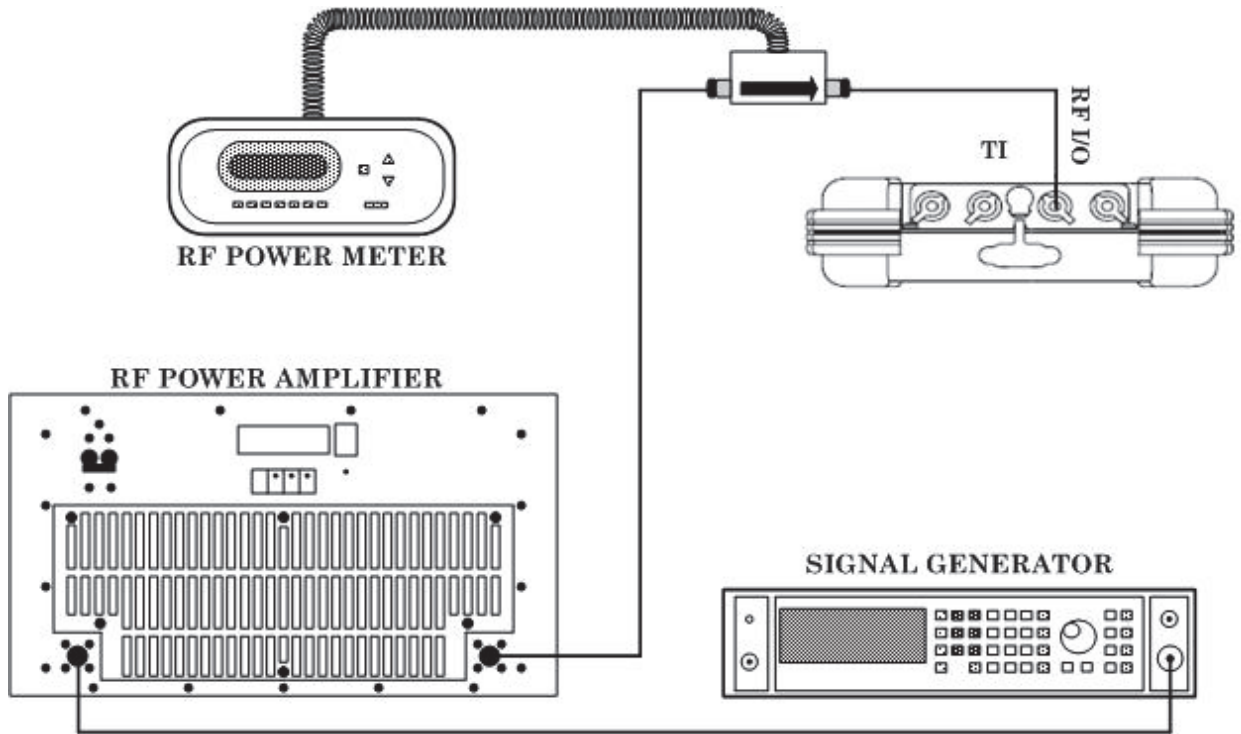 RF I/O
TI
RF POWER METER
RF POWER AMPLIFIER
SIGNAL GENERATOR